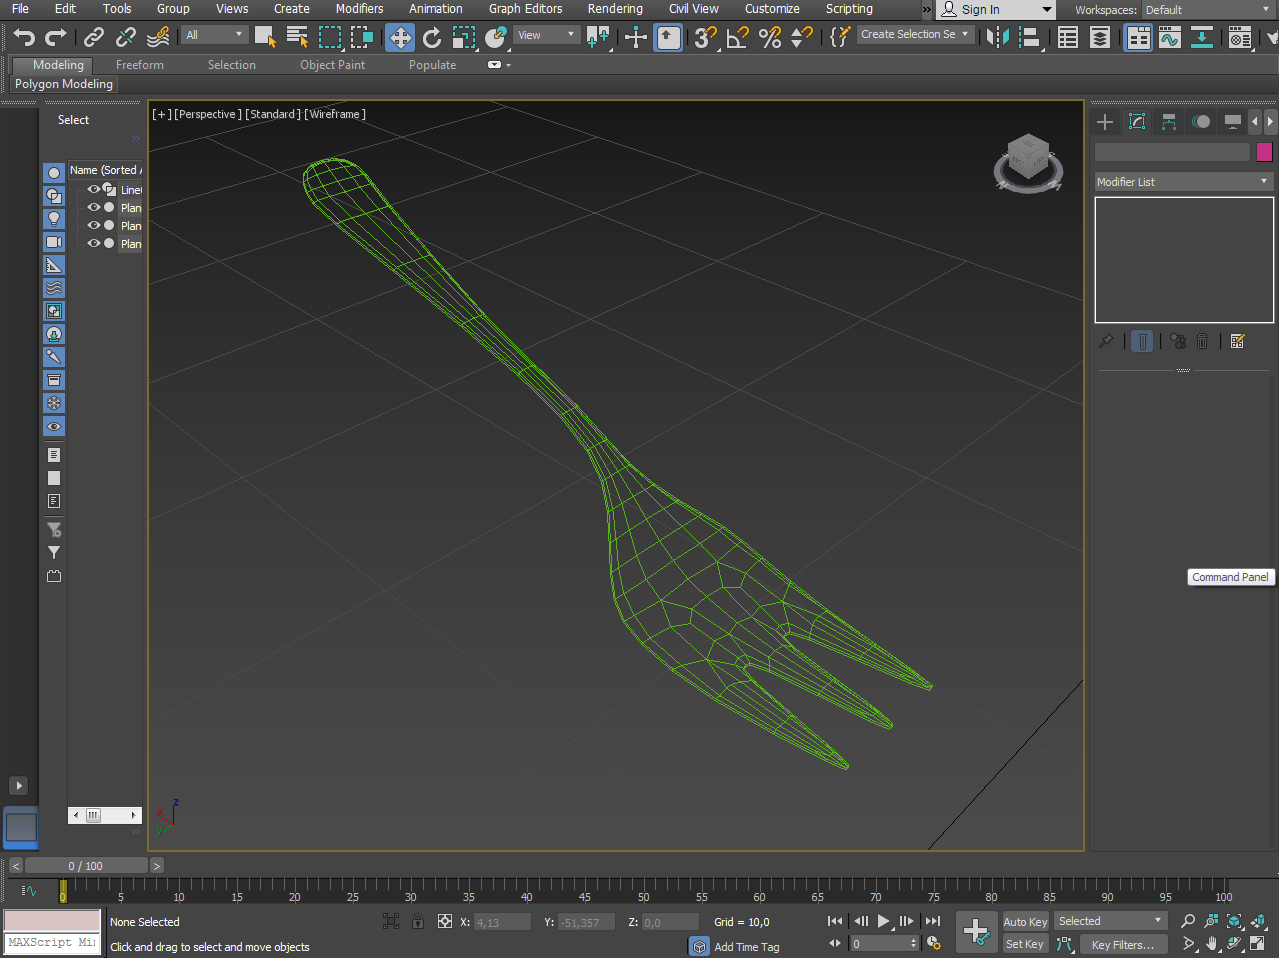 File Edit Tools Group Views Create Modifiers Animation Graph Editors Rendering Civil View Customize Scripting » Sign In Workspaces: Default
All View 3 Create Selection Se
Modeling Freeform Selection Object Paint Populate
Polygon Modeling
Select
[+] [Perspective ] [Standard ] [Wireframe ]
Name (Sorted A
Modifier List
Line
Plan
Plan
Plan
Command Panel
z
x
y
< 0 / 100 >
0 5 10 15 20 25 30 35 40 45 50 55 60 65 70 75 80 85 90 95 100
None Selected X: 4,13 Y: -51,357 Z: 0,0 Grid = 10,0 Auto Key Selected
MAXScript Mi Click and drag to select and move objects Add Time Tag 0 Set Key Key Filters...